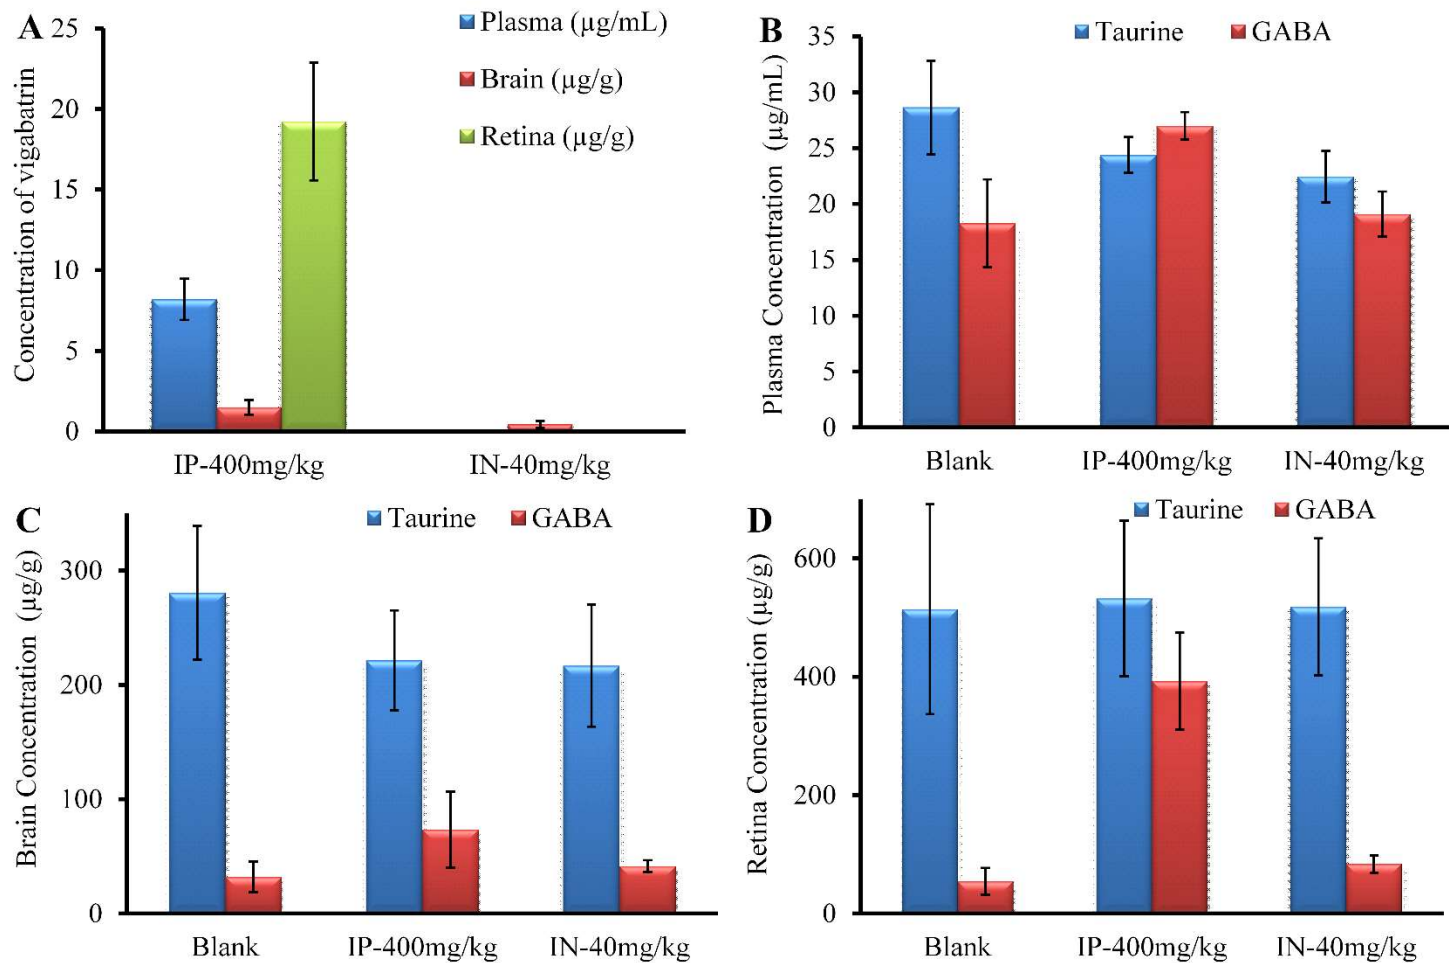 A
25
20
15
10
5
0
Concentration of vigabatrin
Plasma (µg/mL)
Brain (µg/g)
Retina (µg/g)
IP-400mg/kg
IN-40mg/kg
B
35
30
25
20
15
10
5
0
Plasma Concentration (µg/mL)
Taurine
GABA
Blank
IP-400mg/kg
IN-40mg/kg
C
300
200
100
0
Brain Concentration (µg/g)
Taurine
GABA
Blank
IP-400mg/kg
IN-40mg/kg
D
600
400
200
0
Retina Concentration (µg/g)
Taurine
GABA
Blank
IP-400mg/kg
IN-40mg/kg